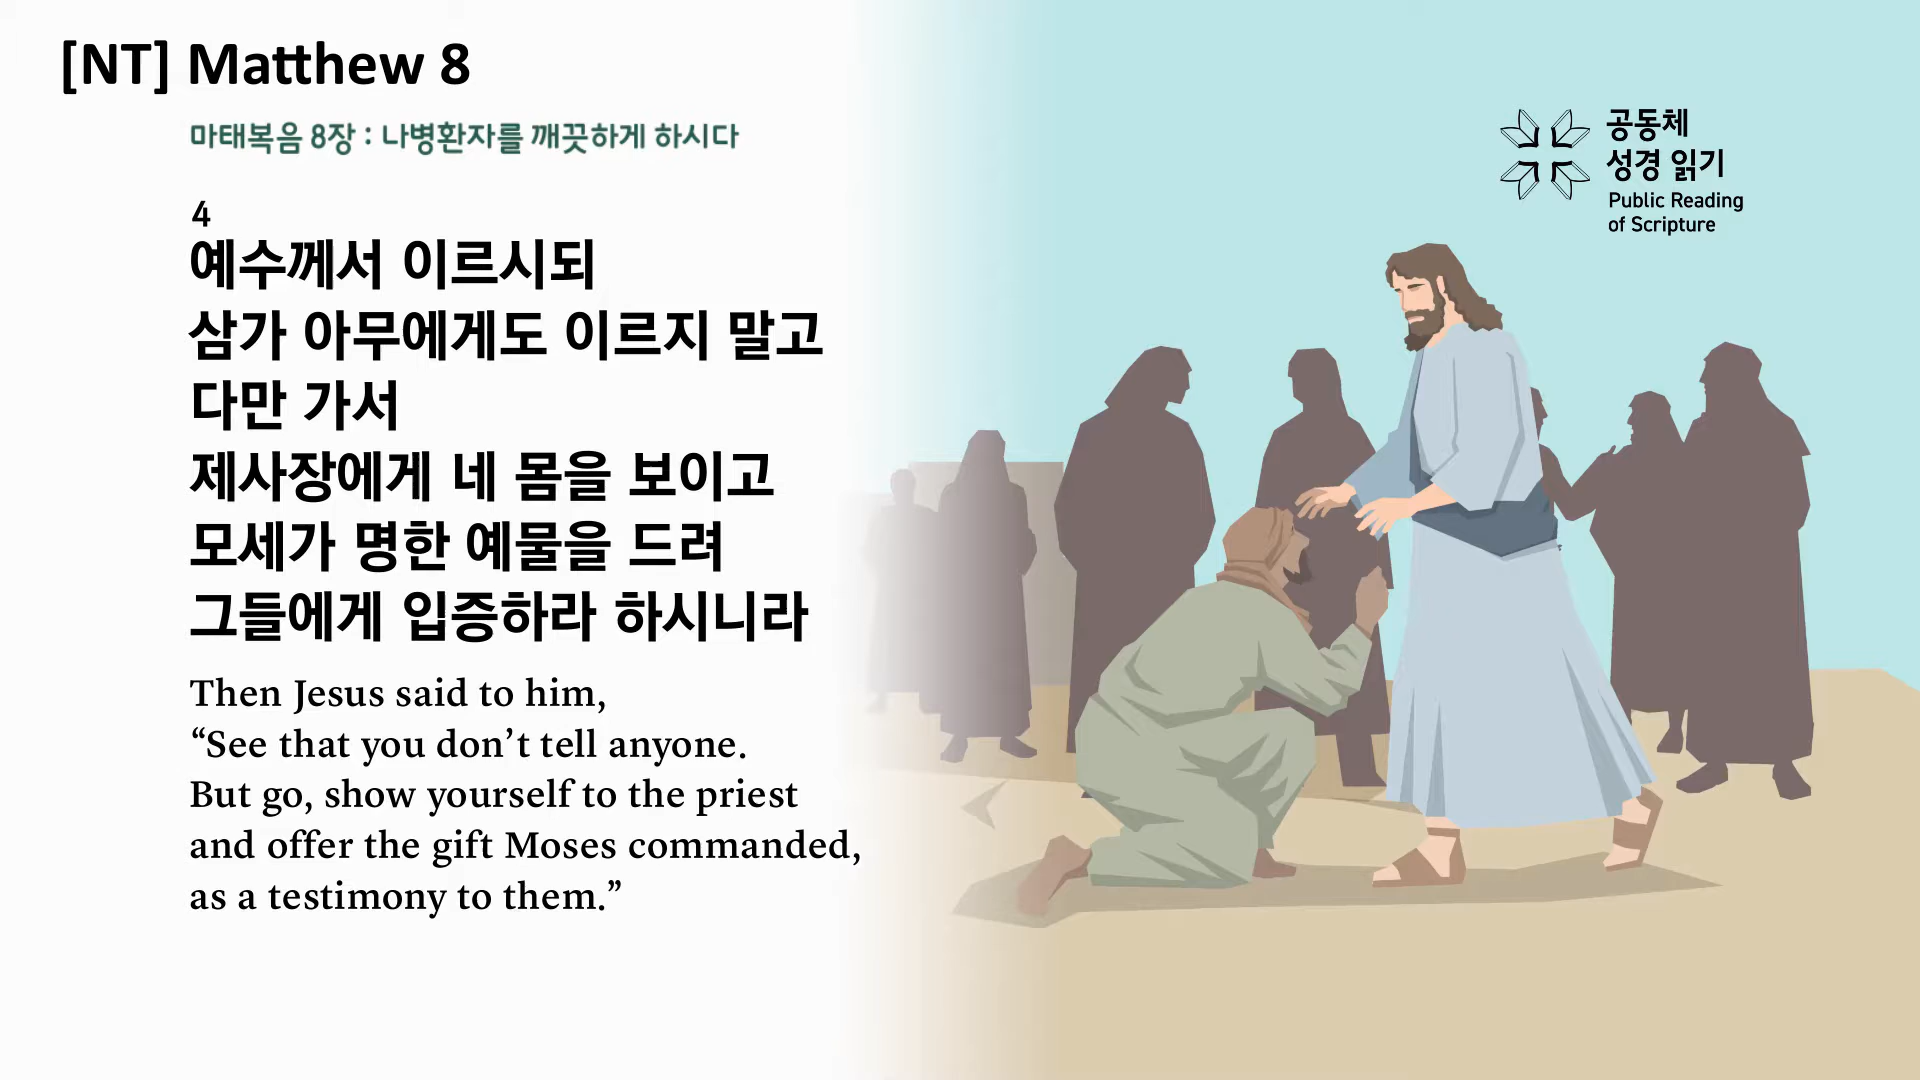 [NT] Matthew 8
마태복음 8장 : 나병환자를 깨끗하게 하시다
4
예수께서 이르시되
삼가 아무에게도 이르지 말고
다만 가서
제사장에게 네 몸을 보이고
모세가 명한 예물을 드려
그들에게 입증하라 하시니라
Then Jesus said to him,
“See that you don’t tell anyone.
But go, show yourself to the priest
and offer the gift Moses commanded,
as a testimony to them.”
공동체
성경 읽기
Public Reading
of Scripture